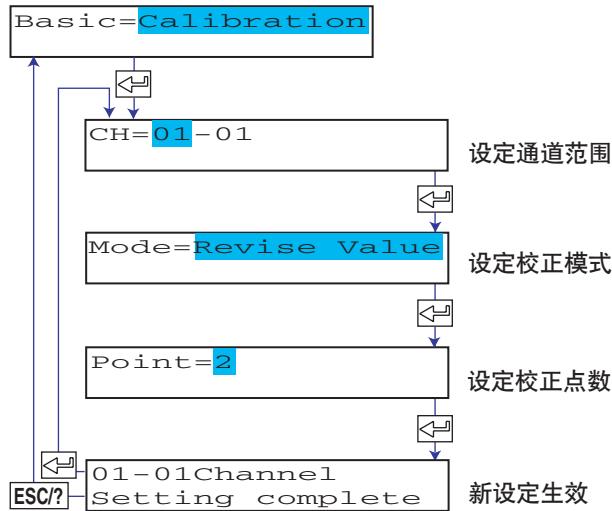 Basic=Calibration
CH=01-01
设定通道范围
Mode=Revise Value
设定校正模式
Point=2
设定校正点数
01-01Channel
Setting complete
新设定生效
ESC/?